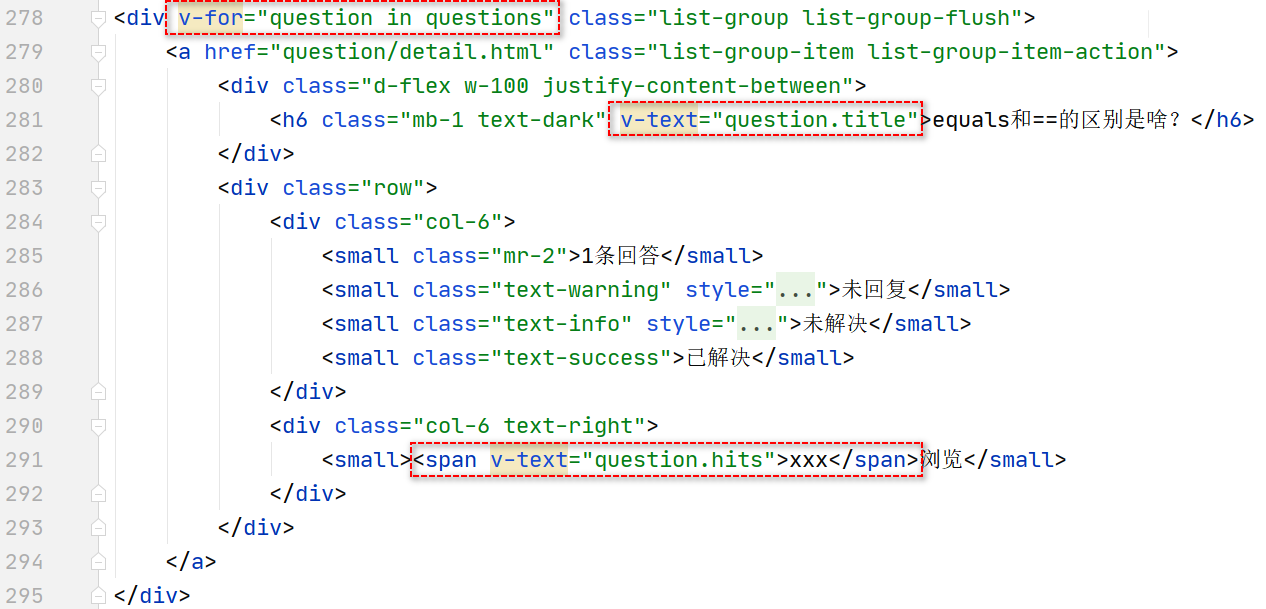 278 <div v-for="question in questions" class="list-group list-group-flush">
279 <a href="question/detail.html" class="list-group-item list-group-item-action">
280 <div class="d-flex w-100 justify-content-between">
281 <h6 class="mb-1 text-dark" v-text="question.title">equals和==的区别是啥？</h6>
282 </div>
283 <div class="row">
284 <div class="col-6">
285 <small class="mr-2">1条回答</small>
286 <small class="text-warning" style="...">未回复</small>
287 <small class="text-info" style="...">未解决</small>
288 <small class="text-success">已解决</small>
289 </div>
290 <div class="col-6 text-right">
291 <small><span v-text="question.hits">xxx</span>浏览</small>
292 </div>
293 </div>
294 </a>
295 </div>